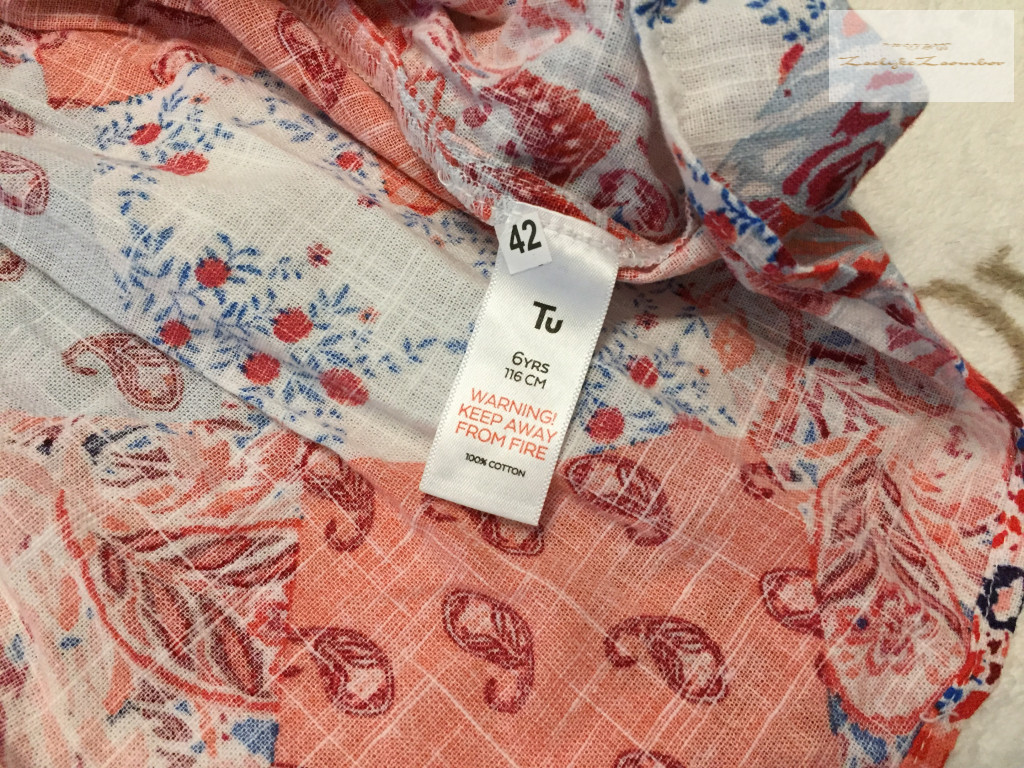 42
Tu
6YRS
116 CM
WARNING!
KEEP AWAY
FROM FIRE
100% COTTON